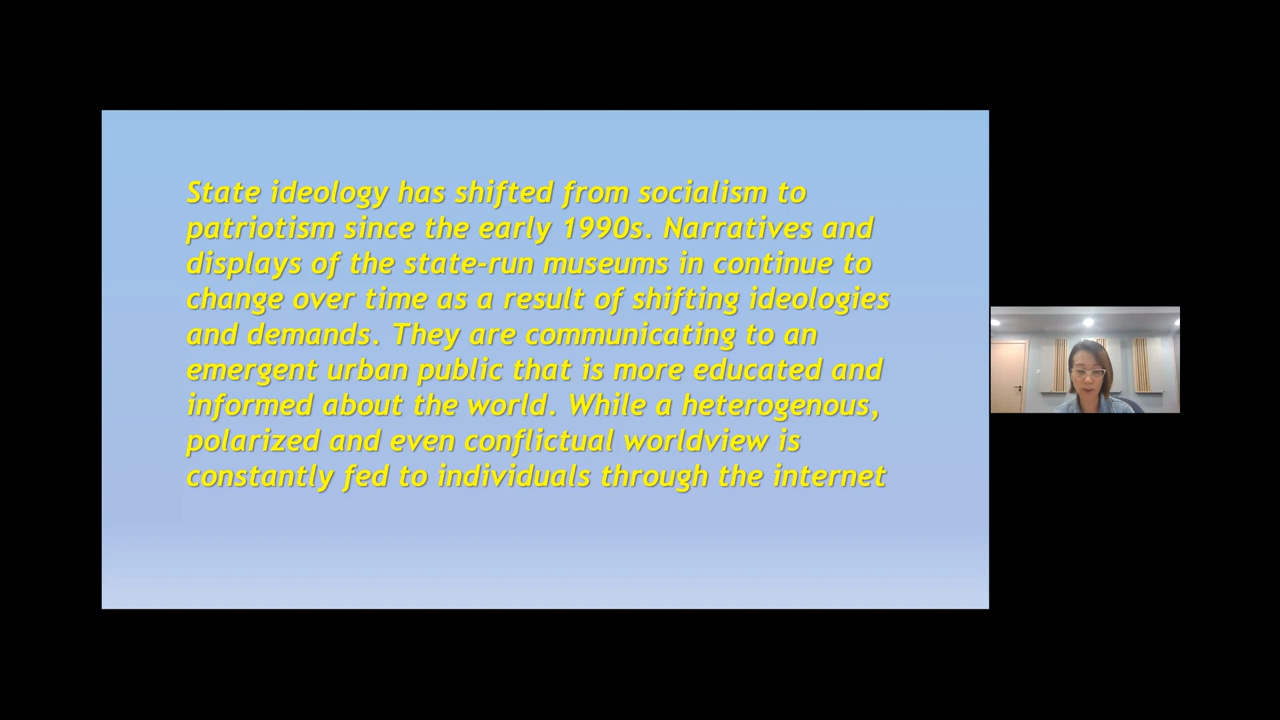 State ideology has shifted from socialism to
patriotism since the early 1990s. Narratives and
displays of the state-run museums in continue to
change over time as a result of shifting ideologies
and demands. They are communicating to an
emergent urban public that is more educated and
informed about the world. While a heterogenous,
polarized and even conflictual worldview is
constantly fed to individuals through the internet